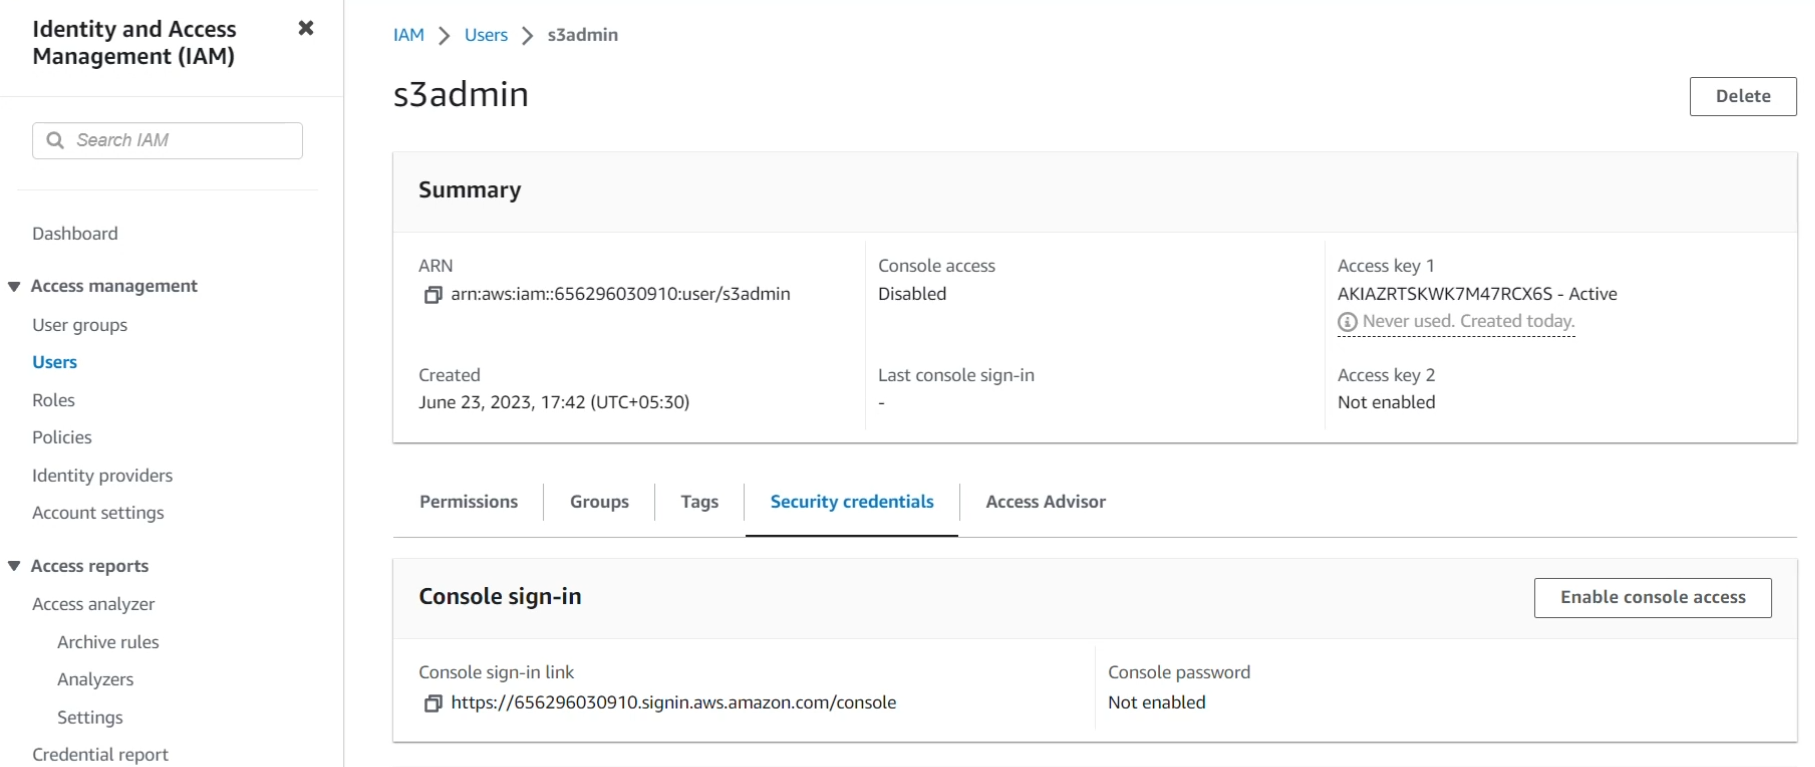 Identity and Access
Management (IAM)
Search IAM
Dashboard
Access management
User groups
Users
Roles
Policies
Identity providers
Account settings
Access reports
Access analyzer
Archive rules
Analyzers
Settings
Credential report
IAM > Users > s3admin
s3admin
Delete
Summary
ARN
arn:aws:iam::656296030910:user/s3admin
Console access
Disabled
Access key 1
AKIAZRTSKWK7M47RCX6S - Active
Never used. Created today.
Created
June 23, 2023, 17:42 (UTC+05:30)
Last console sign-in
-
Access key 2
Not enabled
Permissions
Groups
Tags
Security credentials
Access Advisor
Console sign-in
Enable console access
Console sign-in link
https://656296030910.signin.aws.amazon.com/console
Console password
Not enabled